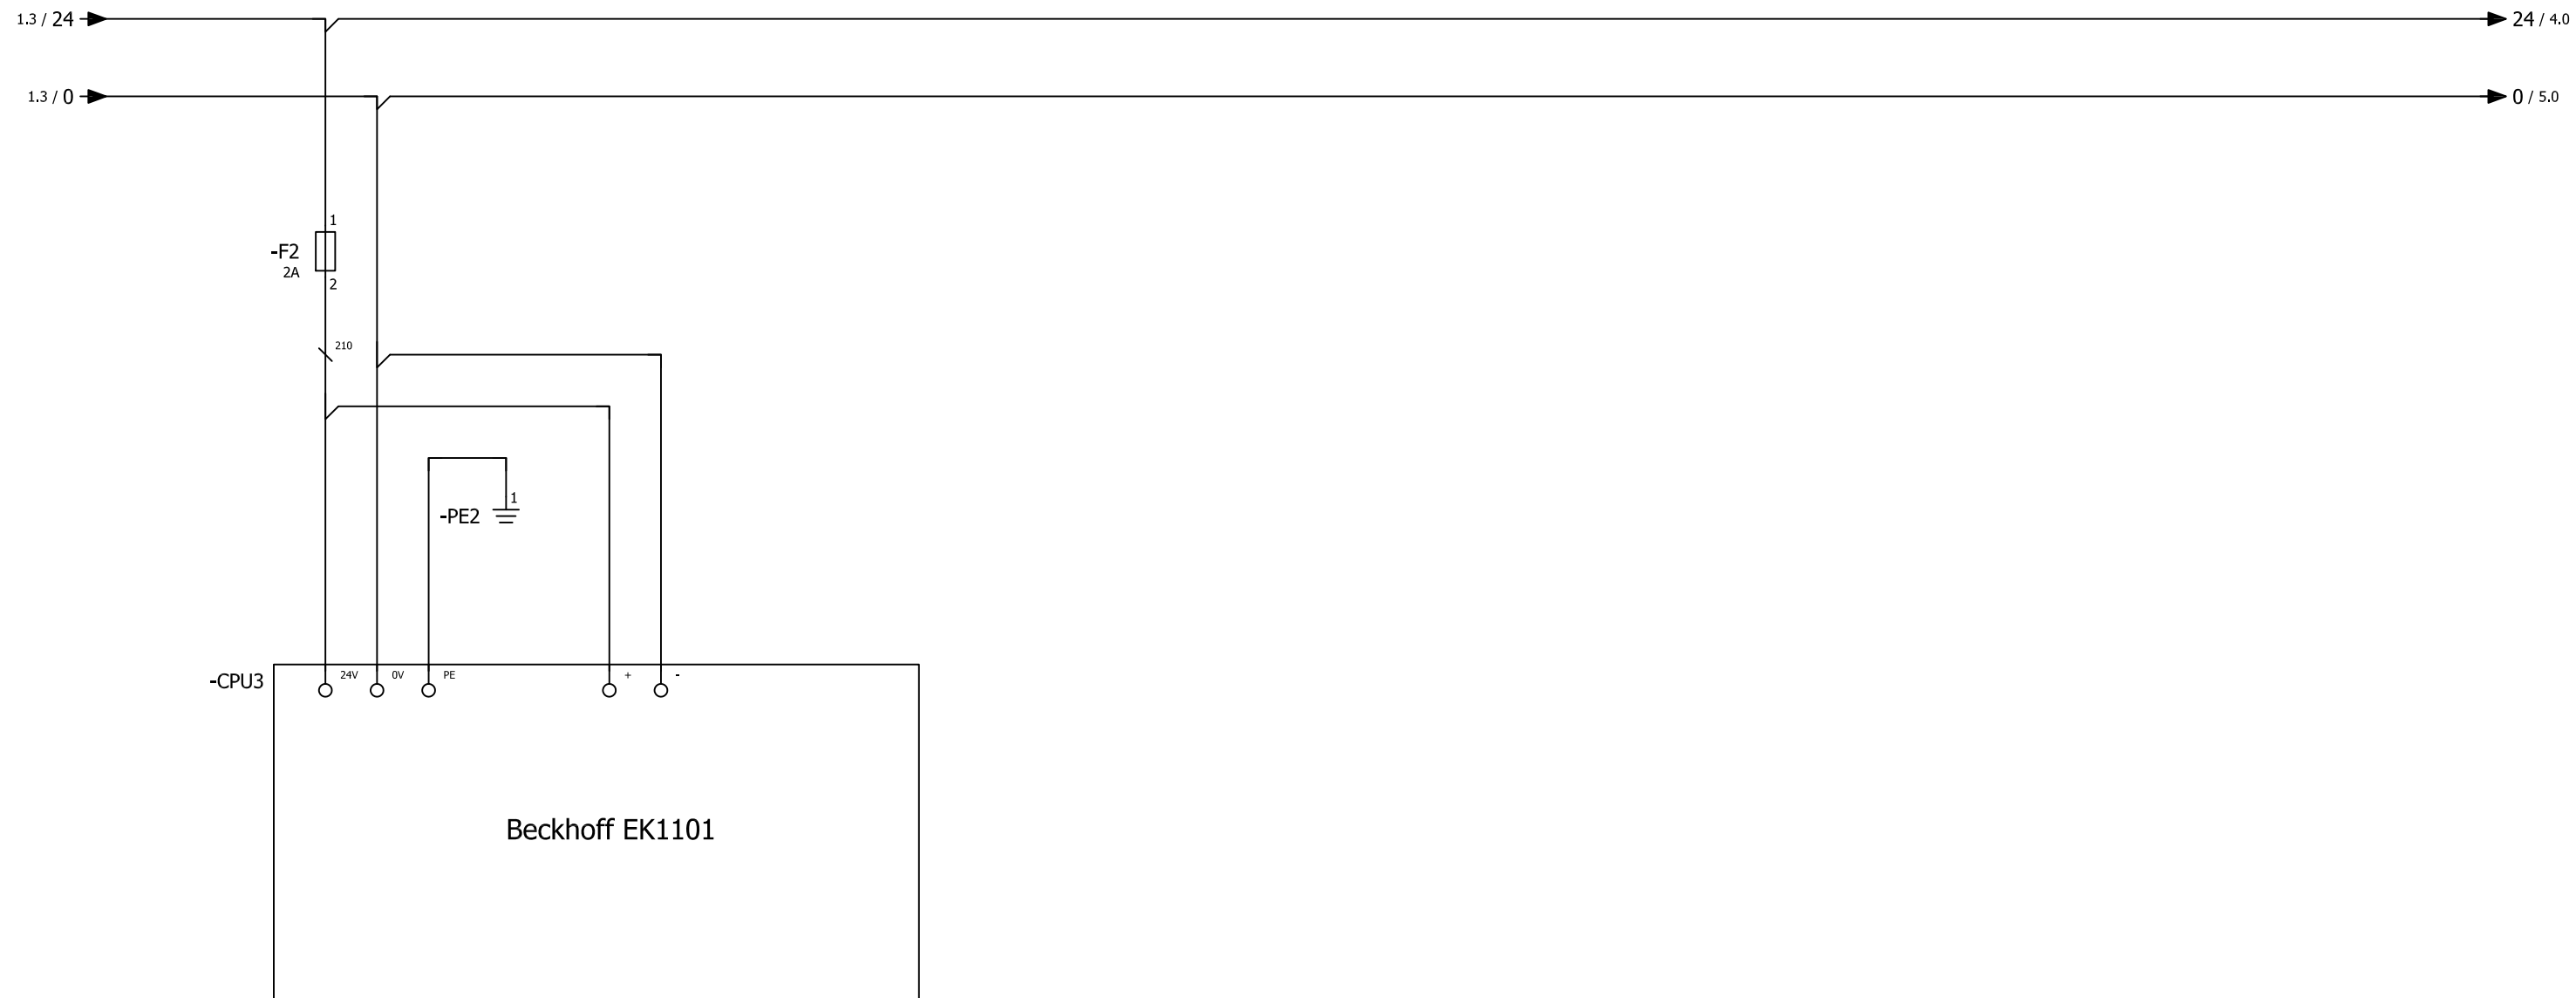 1.3 / 24
24 / 4.0
1.3 / 0
0 / 5.0
1
-F2
2A
2
210
1
-PE2
-CPU3
24V
0V
PE
+
-
Beckhoff EK1101